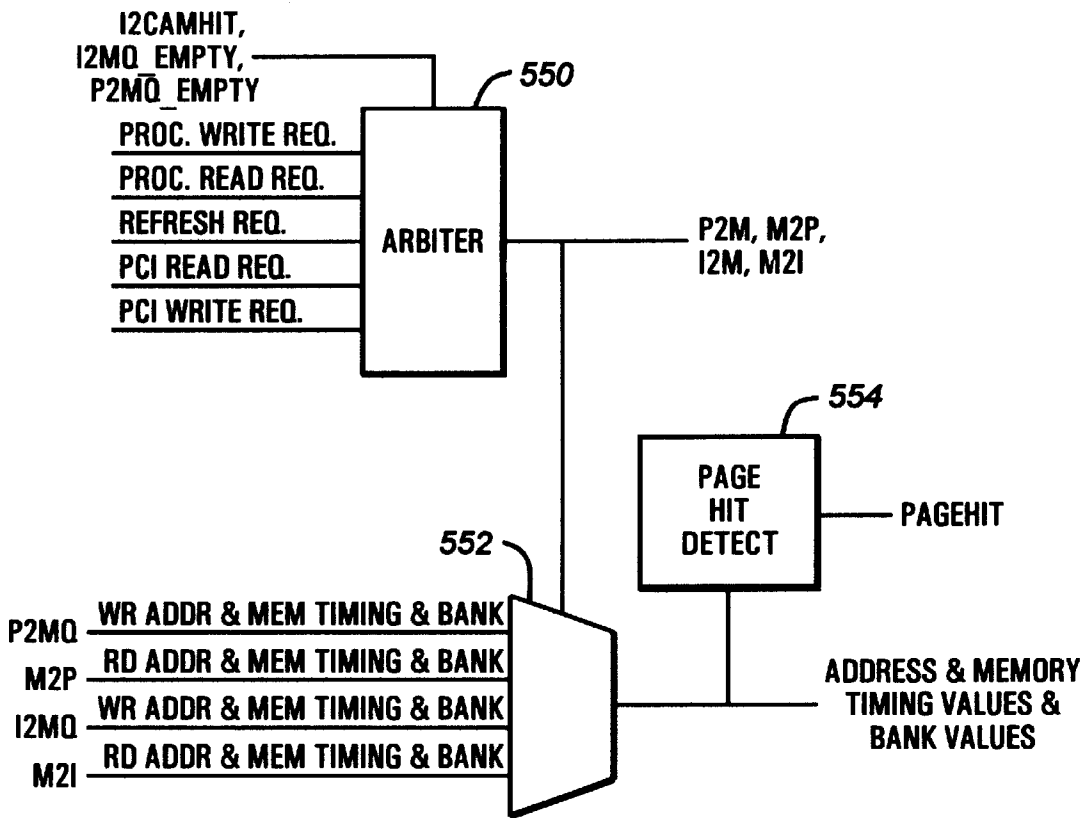 I2CAMHIT,
I2MQ_EMPTY,
P2MQ_EMPTY
550
PROC. WRITE REQ.
PROC. READ REQ.
REFRESH REQ.
PCI READ REQ.
PCI WRITE REQ.
ARBITER
P2M, M2P,
I2M, M2I
554
PAGE
HIT
DETECT
PAGEHIT
552
P2MQ
WR ADDR & MEM TIMING & BANK
M2P
RD ADDR & MEM TIMING & BANK
I2MQ
WR ADDR & MEM TIMING & BANK
M2I
RD ADDR & MEM TIMING & BANK
ADDRESS & MEMORY
TIMING VALUES &
BANK VALUES